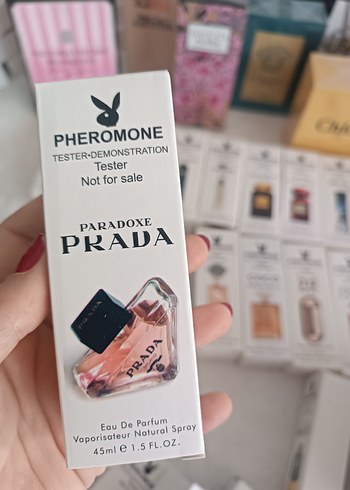 PHEROMONE
TESTER•DEMONSTRATION
Tester
Not for sale
PARADOXE
PRADA
PRADA
PRADA
Eau De Parfum
Vaporisateur Natural Spray
45ml ℮ 1.5 FL.OZ.